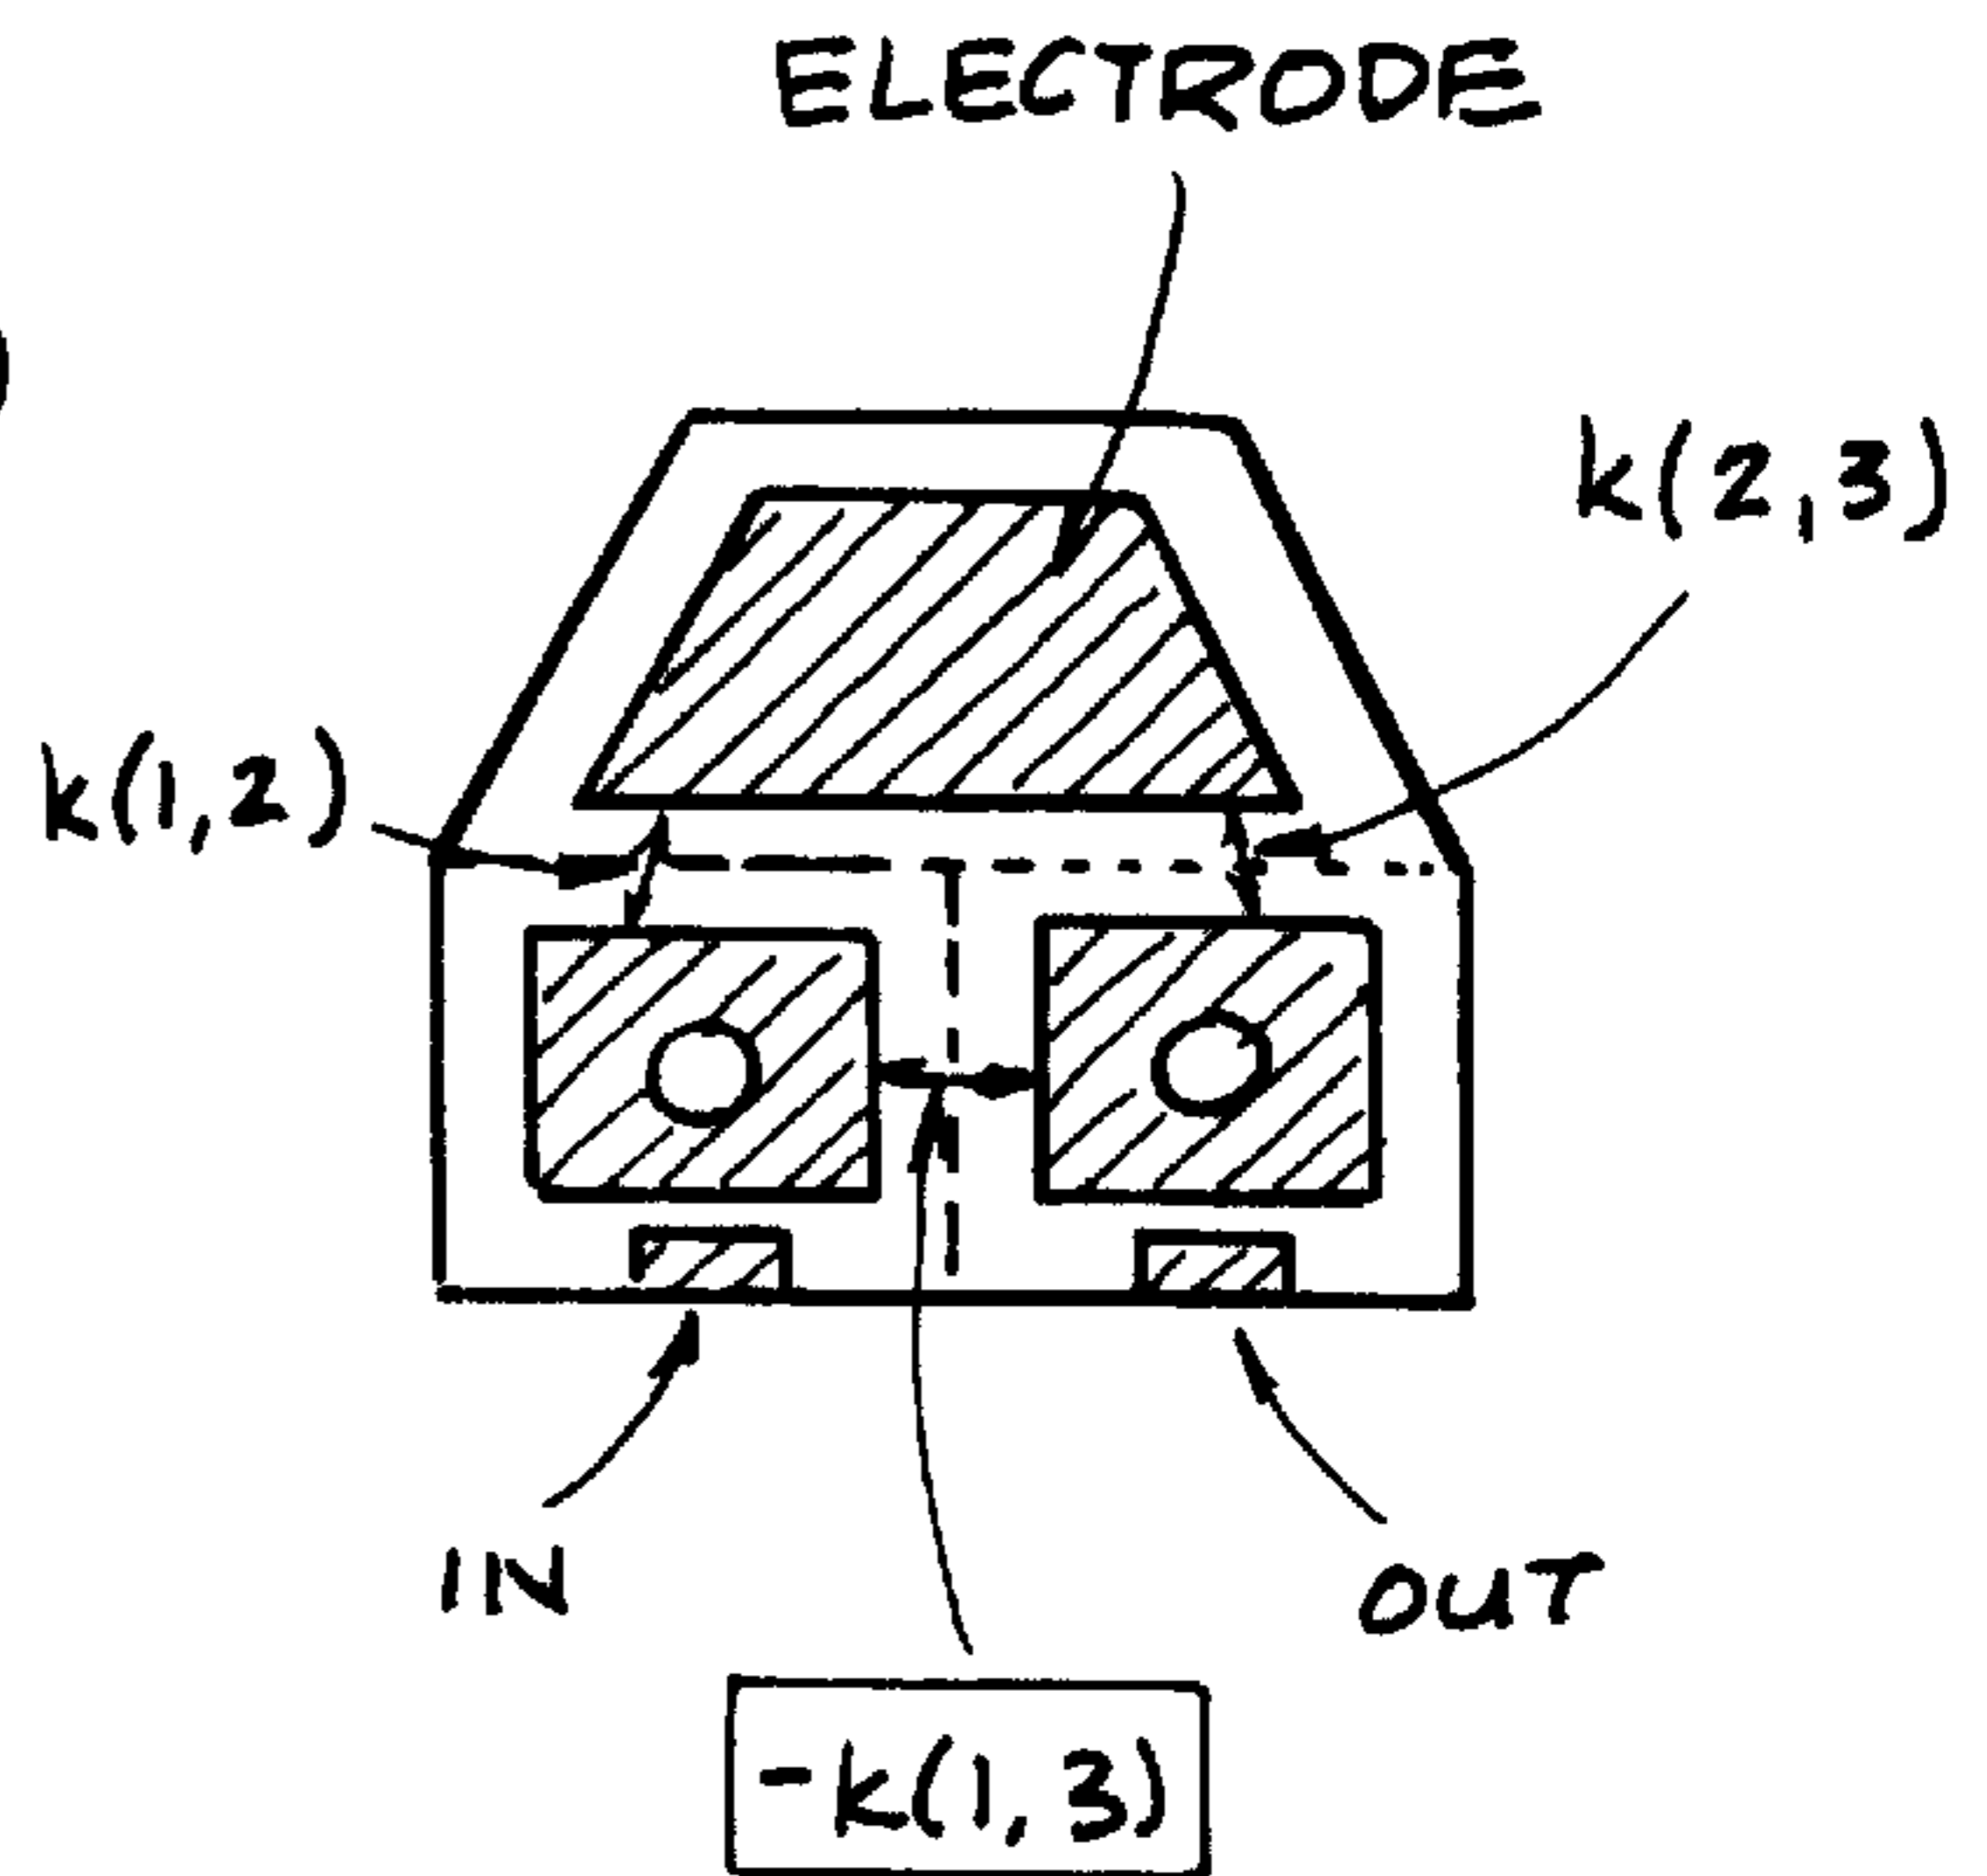 ELECTRODE
k(2,3)
k(1,2)
IN
OUT
-k(1,3)